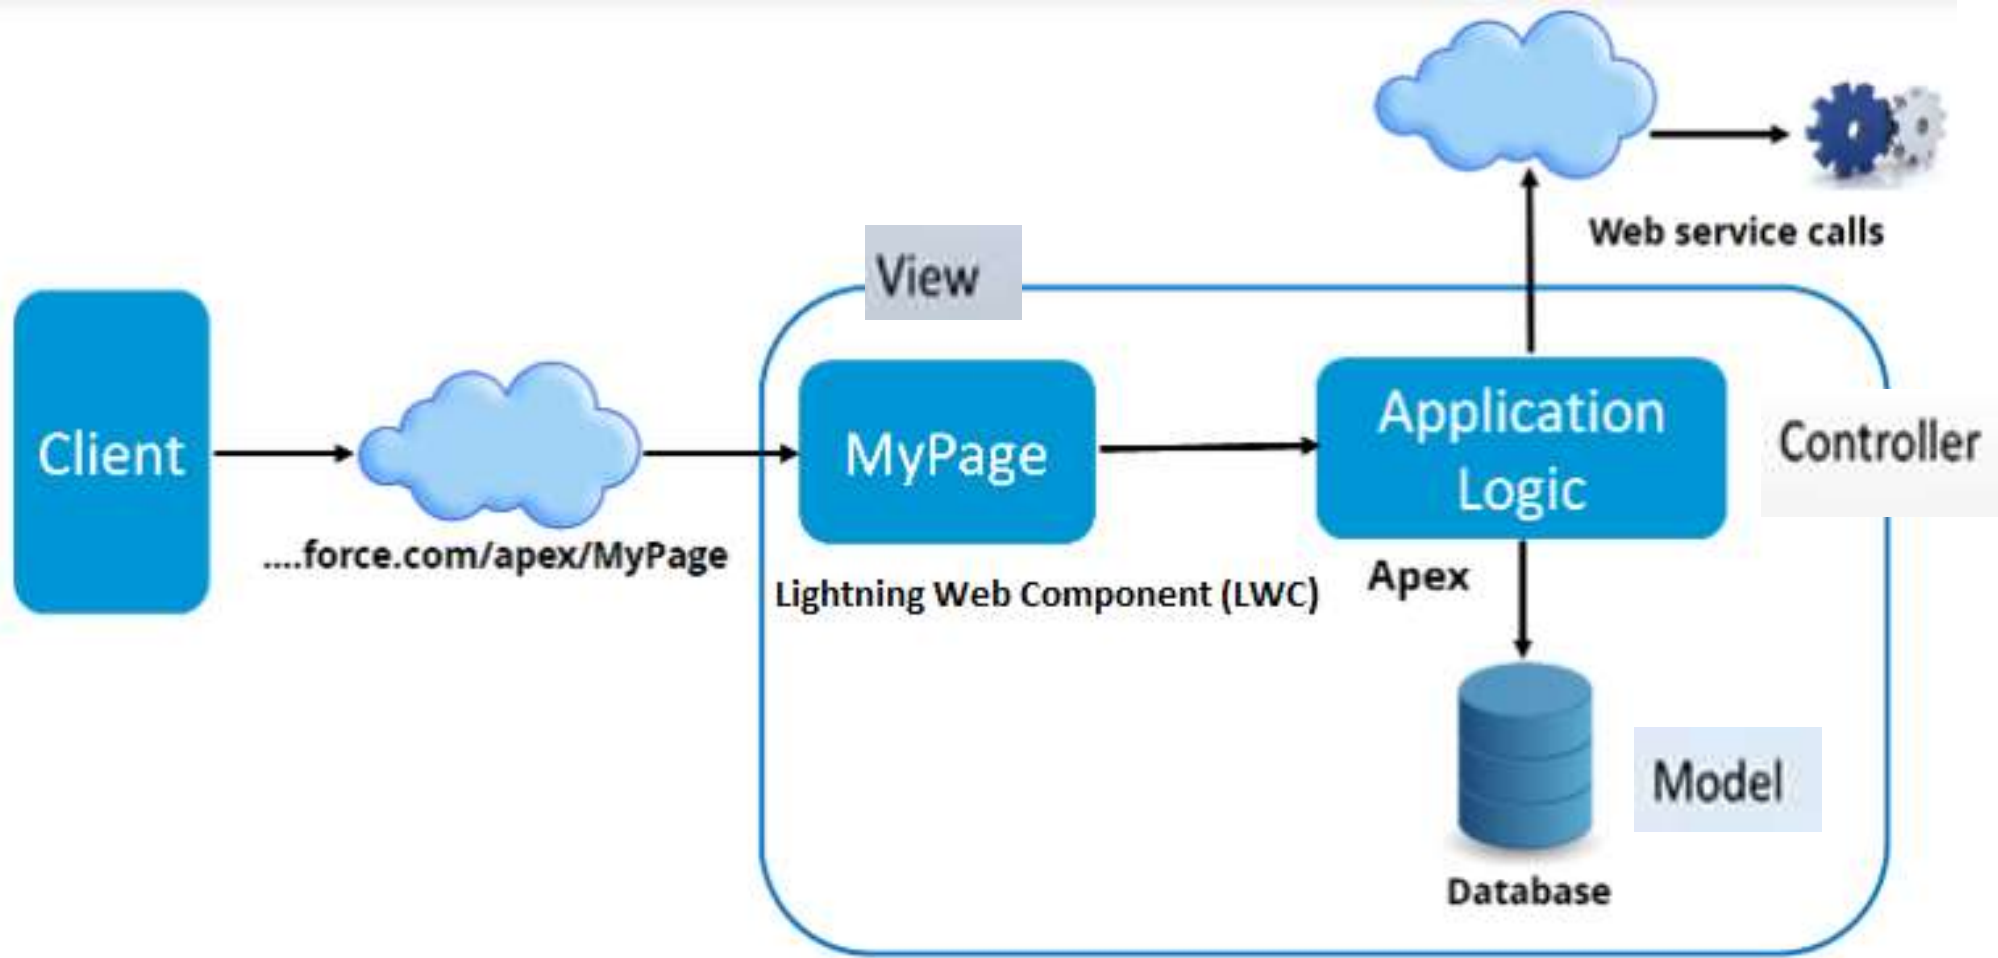 Web service calls
View
Client
MyPage
Application
Logic
Controller
....force.com/apex/MyPage
Lightning Web Component (LWC)
Apex
Model
Database